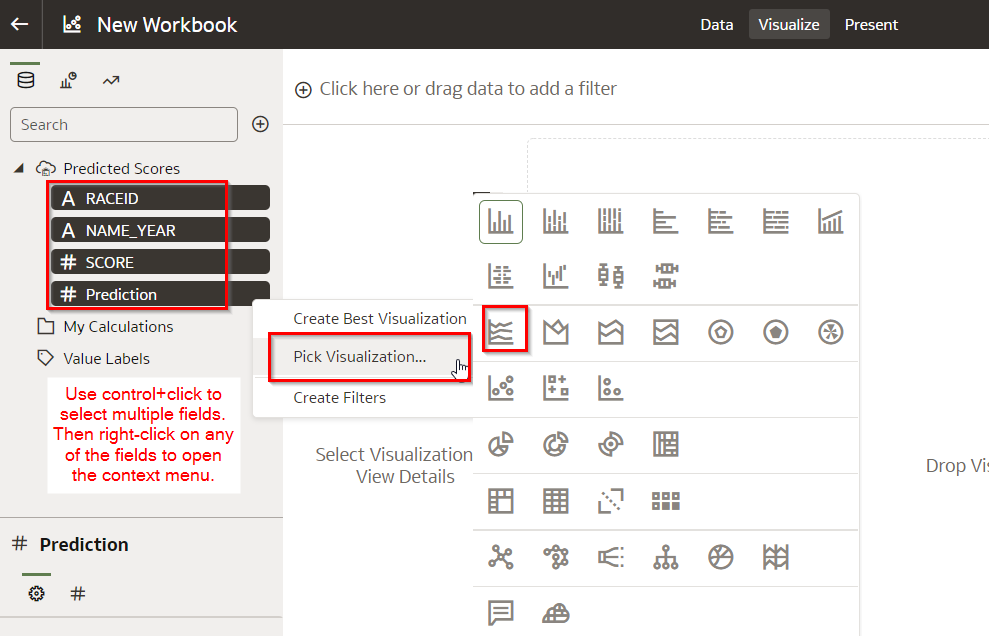 New Workbook
Data Visualize Present
Click here or drag data to add a filter
Search
Predicted Scores
A RACEID
A NAME_YEAR
# SCORE
# Prediction
My Calculations
Value Labels
Create Best Visualization
Pick Visualization...
Create Filters
Use control+click to
select multiple fields.
Then right-click on any
of the fields to open
the context menu.
Select Visualization
View Details
Drop Vis
# Prediction
#